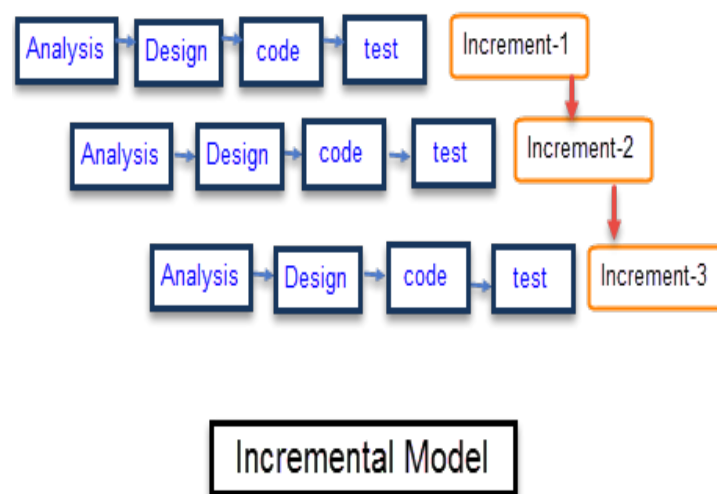 Analysis Design code test Increment-1
Analysis Design code test Increment-2
Analysis Design code test Increment-3
Incremental Model